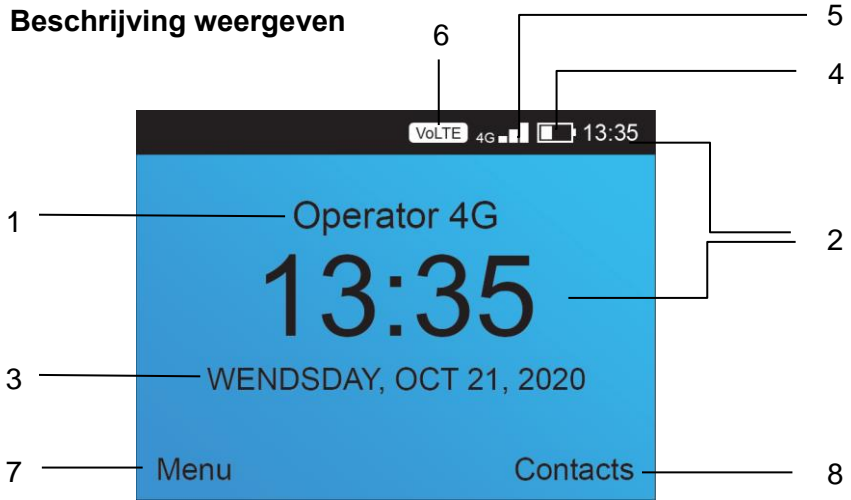 Beschrijving weergeven
5
6
4
VoLTE 4G 13:35
1
Operator 4G
2
13:35
3
WENDSDAY, OCT 21, 2020
7
Menu
Contacts
8